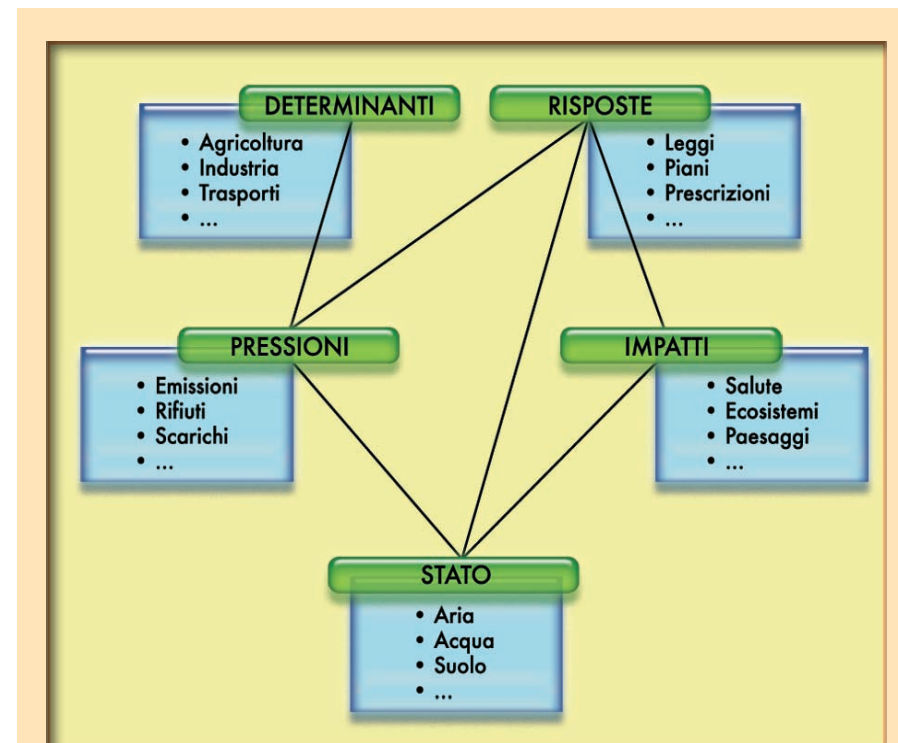 DETERMINANTI
• Agricoltura
• Industria
• Trasporti
• ...
RISPOSTE
• Leggi
• Piani
• Prescrizioni
• ...
PRESSIONI
• Emissioni
• Rifiuti
• Scarichi
• ...
IMPATTI
• Salute
• Ecosistemi
• Paesaggi
• ...
STATO
• Aria
• Acqua
• Suolo
• ...